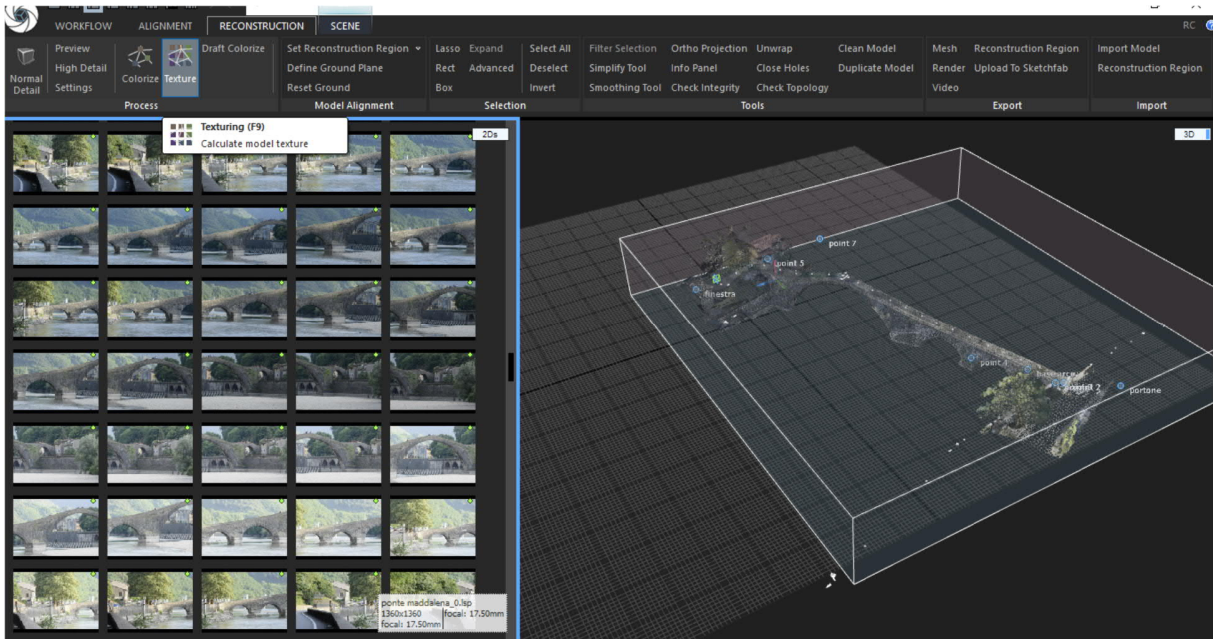 WORKFLOW ALIGNMENT RECONSTRUCTION SCENE RC
Preview Draft Colorize Set Reconstruction Region Lasso Expand Select All Filter Selection Ortho Projection Unwrap Clean Model Mesh Reconstruction Region Import Model
High Detail Define Ground Plane Rect Advanced Deselect Simplify Tool Info Panel Close Holes Duplicate Model Render Upload To Sketchfab Reconstruction Region
Normal Detail Settings Colorize Texture Reset Ground Box Invert Smoothing Tool Check Integrity Check Topology Video
Process Model Alignment Selection Tools Export Import
Texturing (F9)
Calculate model texture
2Ds
3D
point 7
point 5
finestra
point 4
portone
ponte maddalena_0.lsp
1360x1360 focal: 17.50mm
focal: 17.50mm